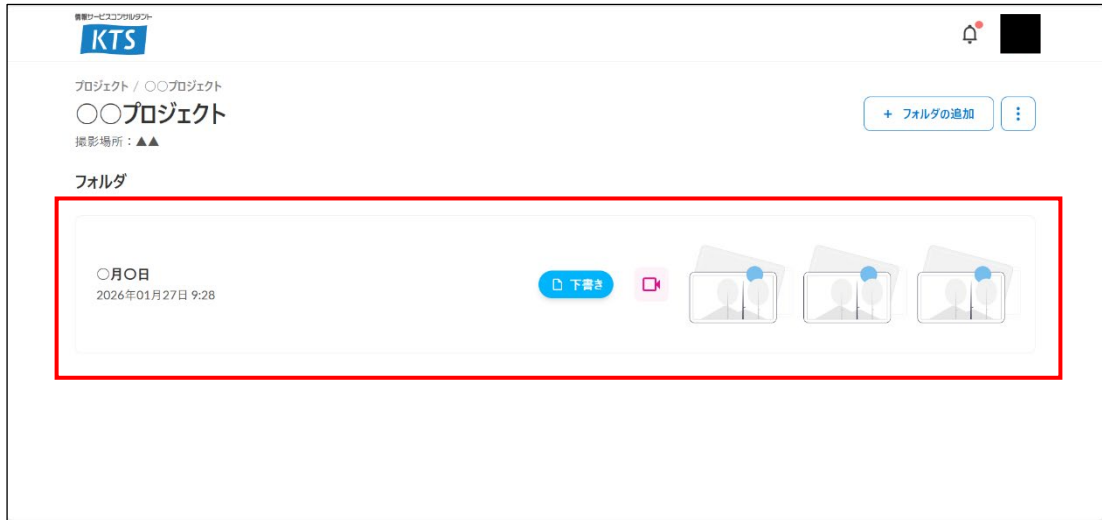 情報サービスコンサルタント
KTS
プロジェクト / ○○プロジェクト
○○プロジェクト
+ フォルダの追加
撮影場所：▲▲
フォルダ
○月○日
2026年01月27日 9:28
下書き